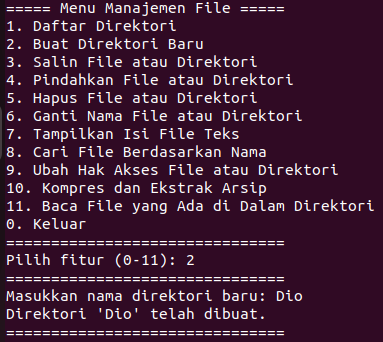 ===== Menu Manajemen File =====
1. Daftar Direktori
2. Buat Direktori Baru
3. Salin File atau Direktori
4. Pindahkan File atau Direktori
5. Hapus File atau Direktori
6. Ganti Nama File atau Direktori
7. Tampilkan Isi File Teks
8. Cari File Berdasarkan Nama
9. Ubah Hak Akses File atau Direktori
10. Kompres dan Ekstrak Arsip
11. Baca File yang Ada di Dalam Direktori
0. Keluar
===============================
Pilih fitur (0-11): 2
===============================
Masukkan nama direktori baru: Dio
Direktori 'Dio' telah dibuat.
===============================